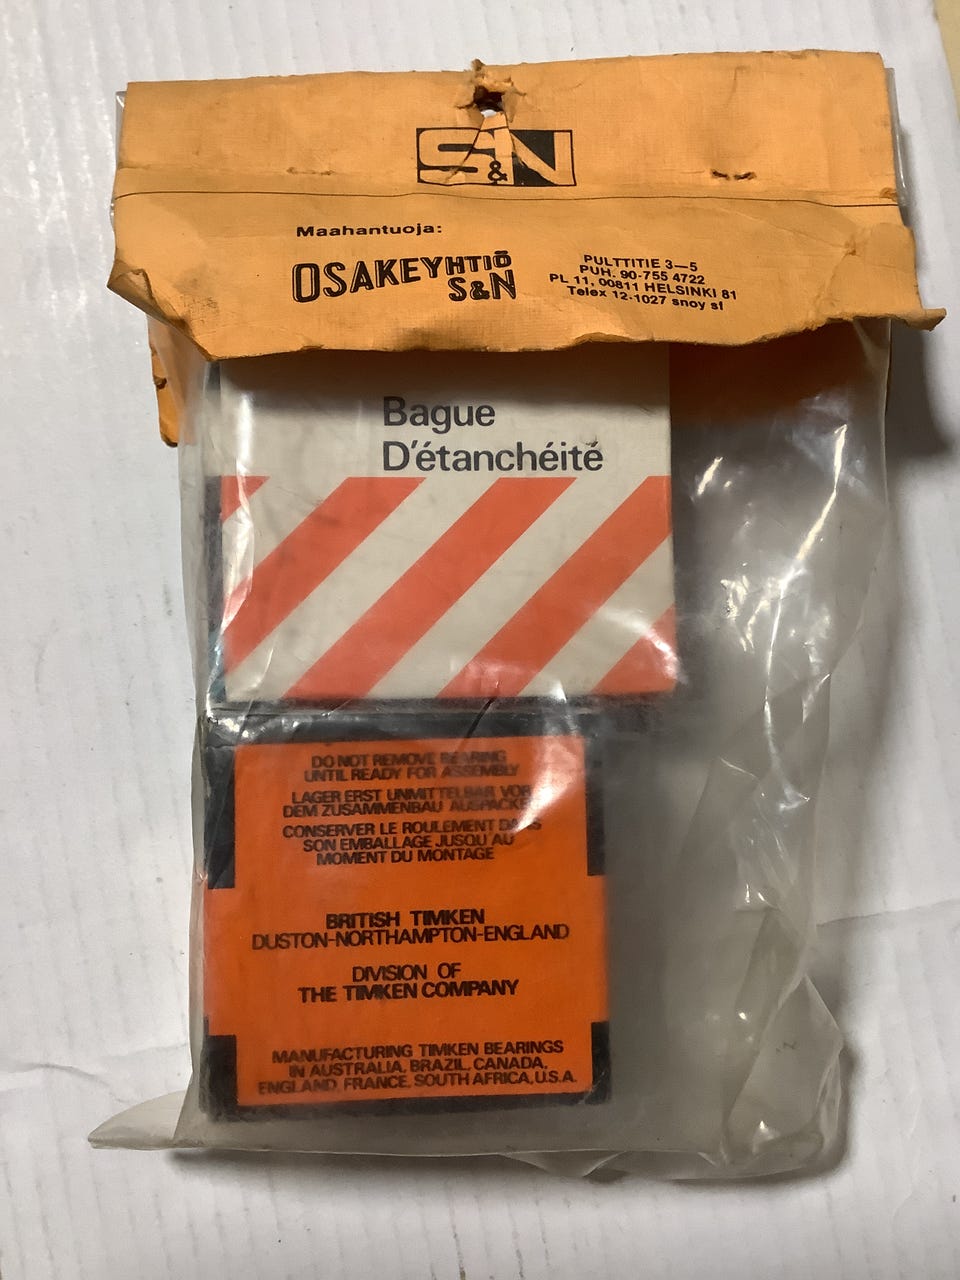 S&N
Maahantuoja:
OSAKEYHTIÖ
S&N
PULTTITIE 3—5
PUH. 90-755 4722
PL 11, 00811 HELSINKI 81
Telex 12-1027 snoy sf
Bague
D'étanchéité
DO NOT REMOVE BEARING
UNTIL READY FOR ASSEMBLY
LAGER ERST UNMITTELBAR VOR
DEM ZUSAMMENBAU AUSPACKEN
CONSERVER LE ROULEMENT DANS
SON EMBALLAGE JUSQU'AU
MOMENT DU MONTAGE
BRITISH TIMKEN
DUSTON-NORTHAMPTON-ENGLAND
DIVISION OF
THE TIMKEN COMPANY
MANUFACTURING TIMKEN BEARINGS
IN AUSTRALIA, BRAZIL, CANADA,
ENGLAND, FRANCE, SOUTH AFRICA, U.S.A.